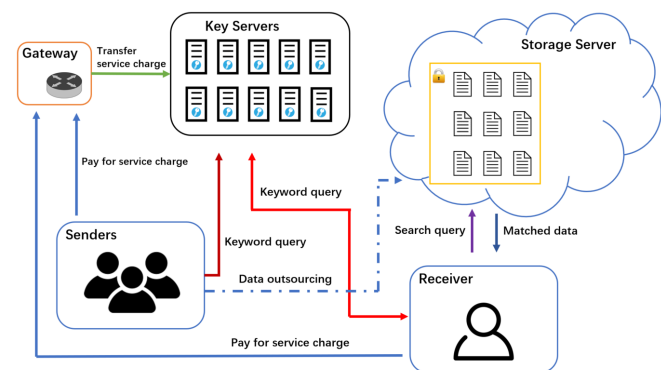 Key Servers
Storage Server
Gateway
Transfer
service charge
Pay for service charge
Keyword query
Senders
Keyword query
Search query
Matched data
Data outsourcing
Receiver
Pay for service charge